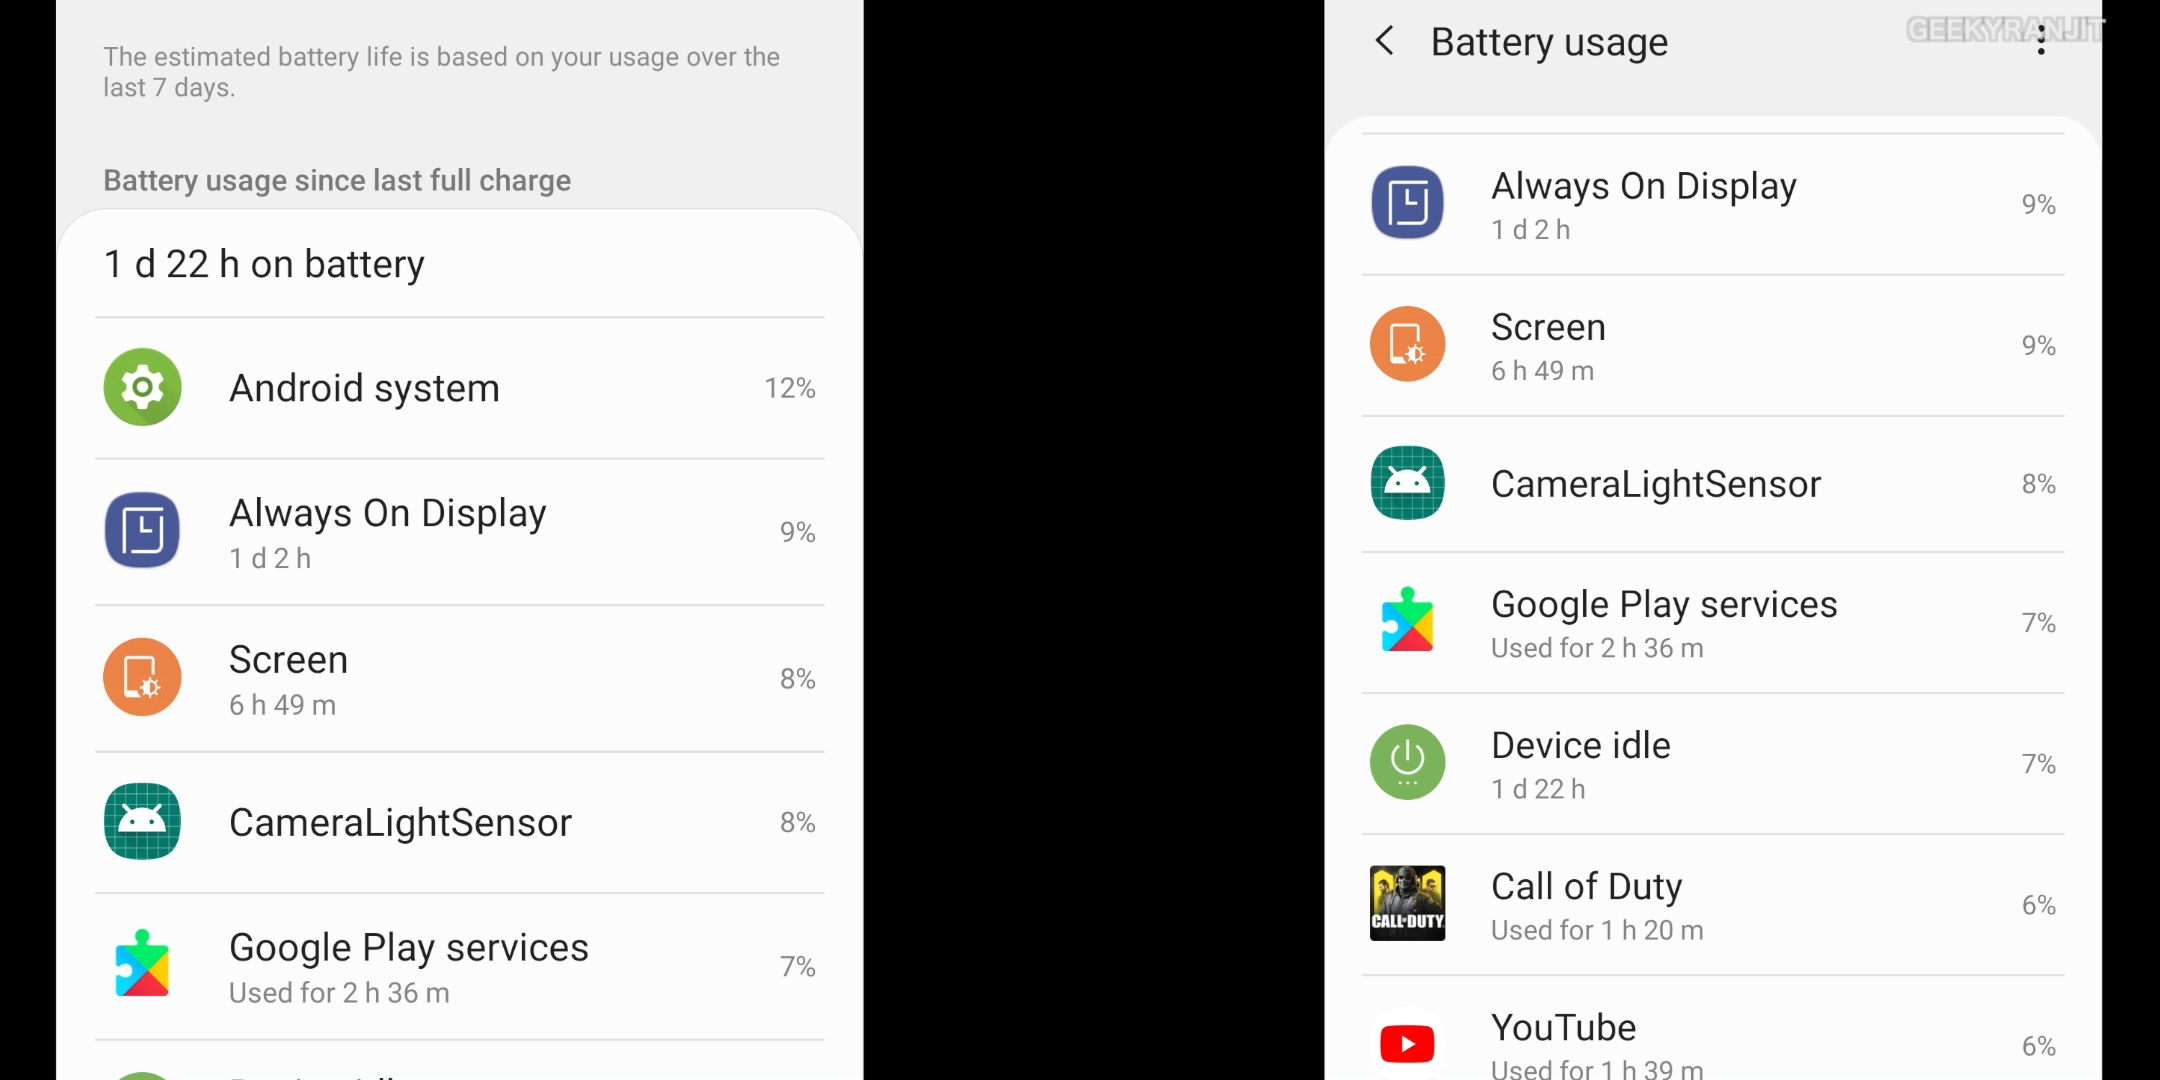 The estimated battery life is based on your usage over the
last 7 days.
Battery usage since last full charge
1 d 22 h on battery
Android system
12%
Always On Display
1 d 2 h
9%
Screen
6 h 49 m
8%
CameraLightSensor
8%
Google Play services
Used for 2 h 36 m
7%
Battery usage
GEEKYRANJIT
Always On Display
1 d 2 h
9%
Screen
6 h 49 m
9%
CameraLightSensor
8%
Google Play services
Used for 2 h 36 m
7%
Device idle
1 d 22 h
7%
CALL OF DUTY
Call of Duty
Used for 1 h 20 m
6%
YouTube
Used for 1 h 39 m
6%